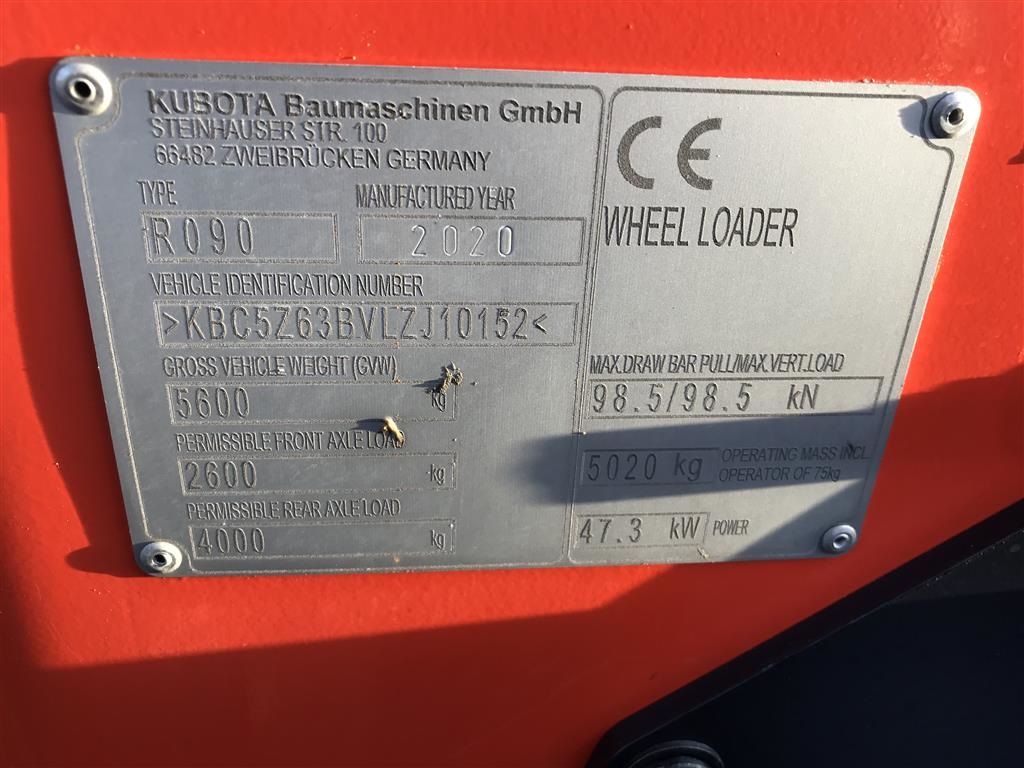 KUBOTA Baumaschinen GmbH
STEINHAUSER STR. 100
66482 ZWEIBRÜCKEN GERMANY
TYPE
R090
MANUFACTURED YEAR
2020
VEHICLE IDENTIFICATION NUMBER
>KBC5Z63BVLZJ10152<
GROSS VEHICLE WEIGHT (GVW)
5600 kg
PERMISSIBLE FRONT AXLE LOAD
2600 kg
PERMISSIBLE REAR AXLE LOAD
4000 kg
CE
WHEEL LOADER
MAX.DRAW BAR PULL/MAX.VERT.LOAD
98.5/98.5 kN
5020 kg
OPERATING MASS INCL.
OPERATOR OF 75kg
47.3 kW POWER